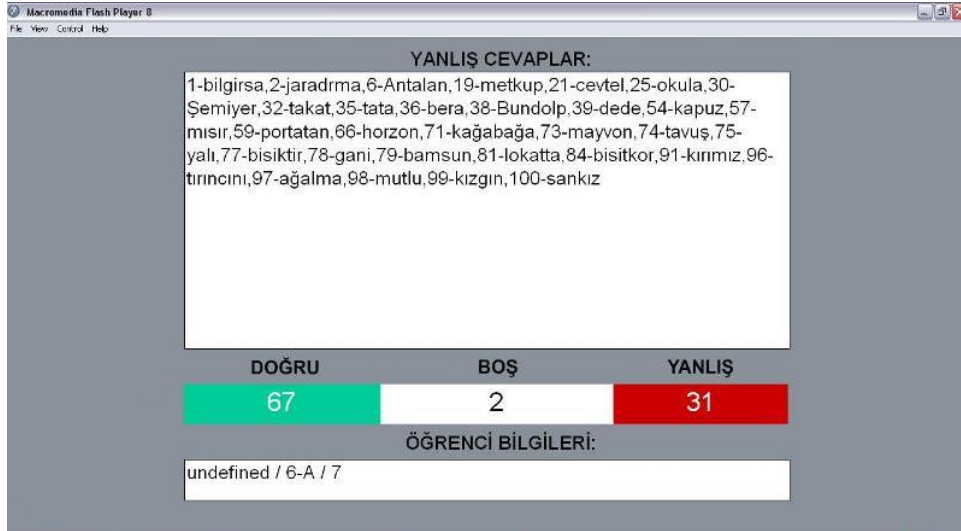 Macromedia Flash Player 8
File View Control Help
YANLIŞ CEVAPLAR:
1-bilgirsa,2-jaradrma,6-Antalan,19-metkup,21-cevtel,25-okula,30-
Şemiyer,32-takat,35-tata,36-bera,38-Bundolp,39-dede,54-kapuz,57-
mısır,59-portatan,66-horzon,71-kağabağa,73-mayvon,74-tavuş,75-
yalı,77-bisiktir,78-gani,79-bamsun,81-lokatta,84-bisitkor,91-kırımız,96-
tırıncını,97-ağalma,98-mutlu,99-kızgın,100-sankız
DOĞRU BOŞ YANLIŞ
67 2 31
ÖĞRENCİ BİLGİLERİ:
undefined / 6-A / 7